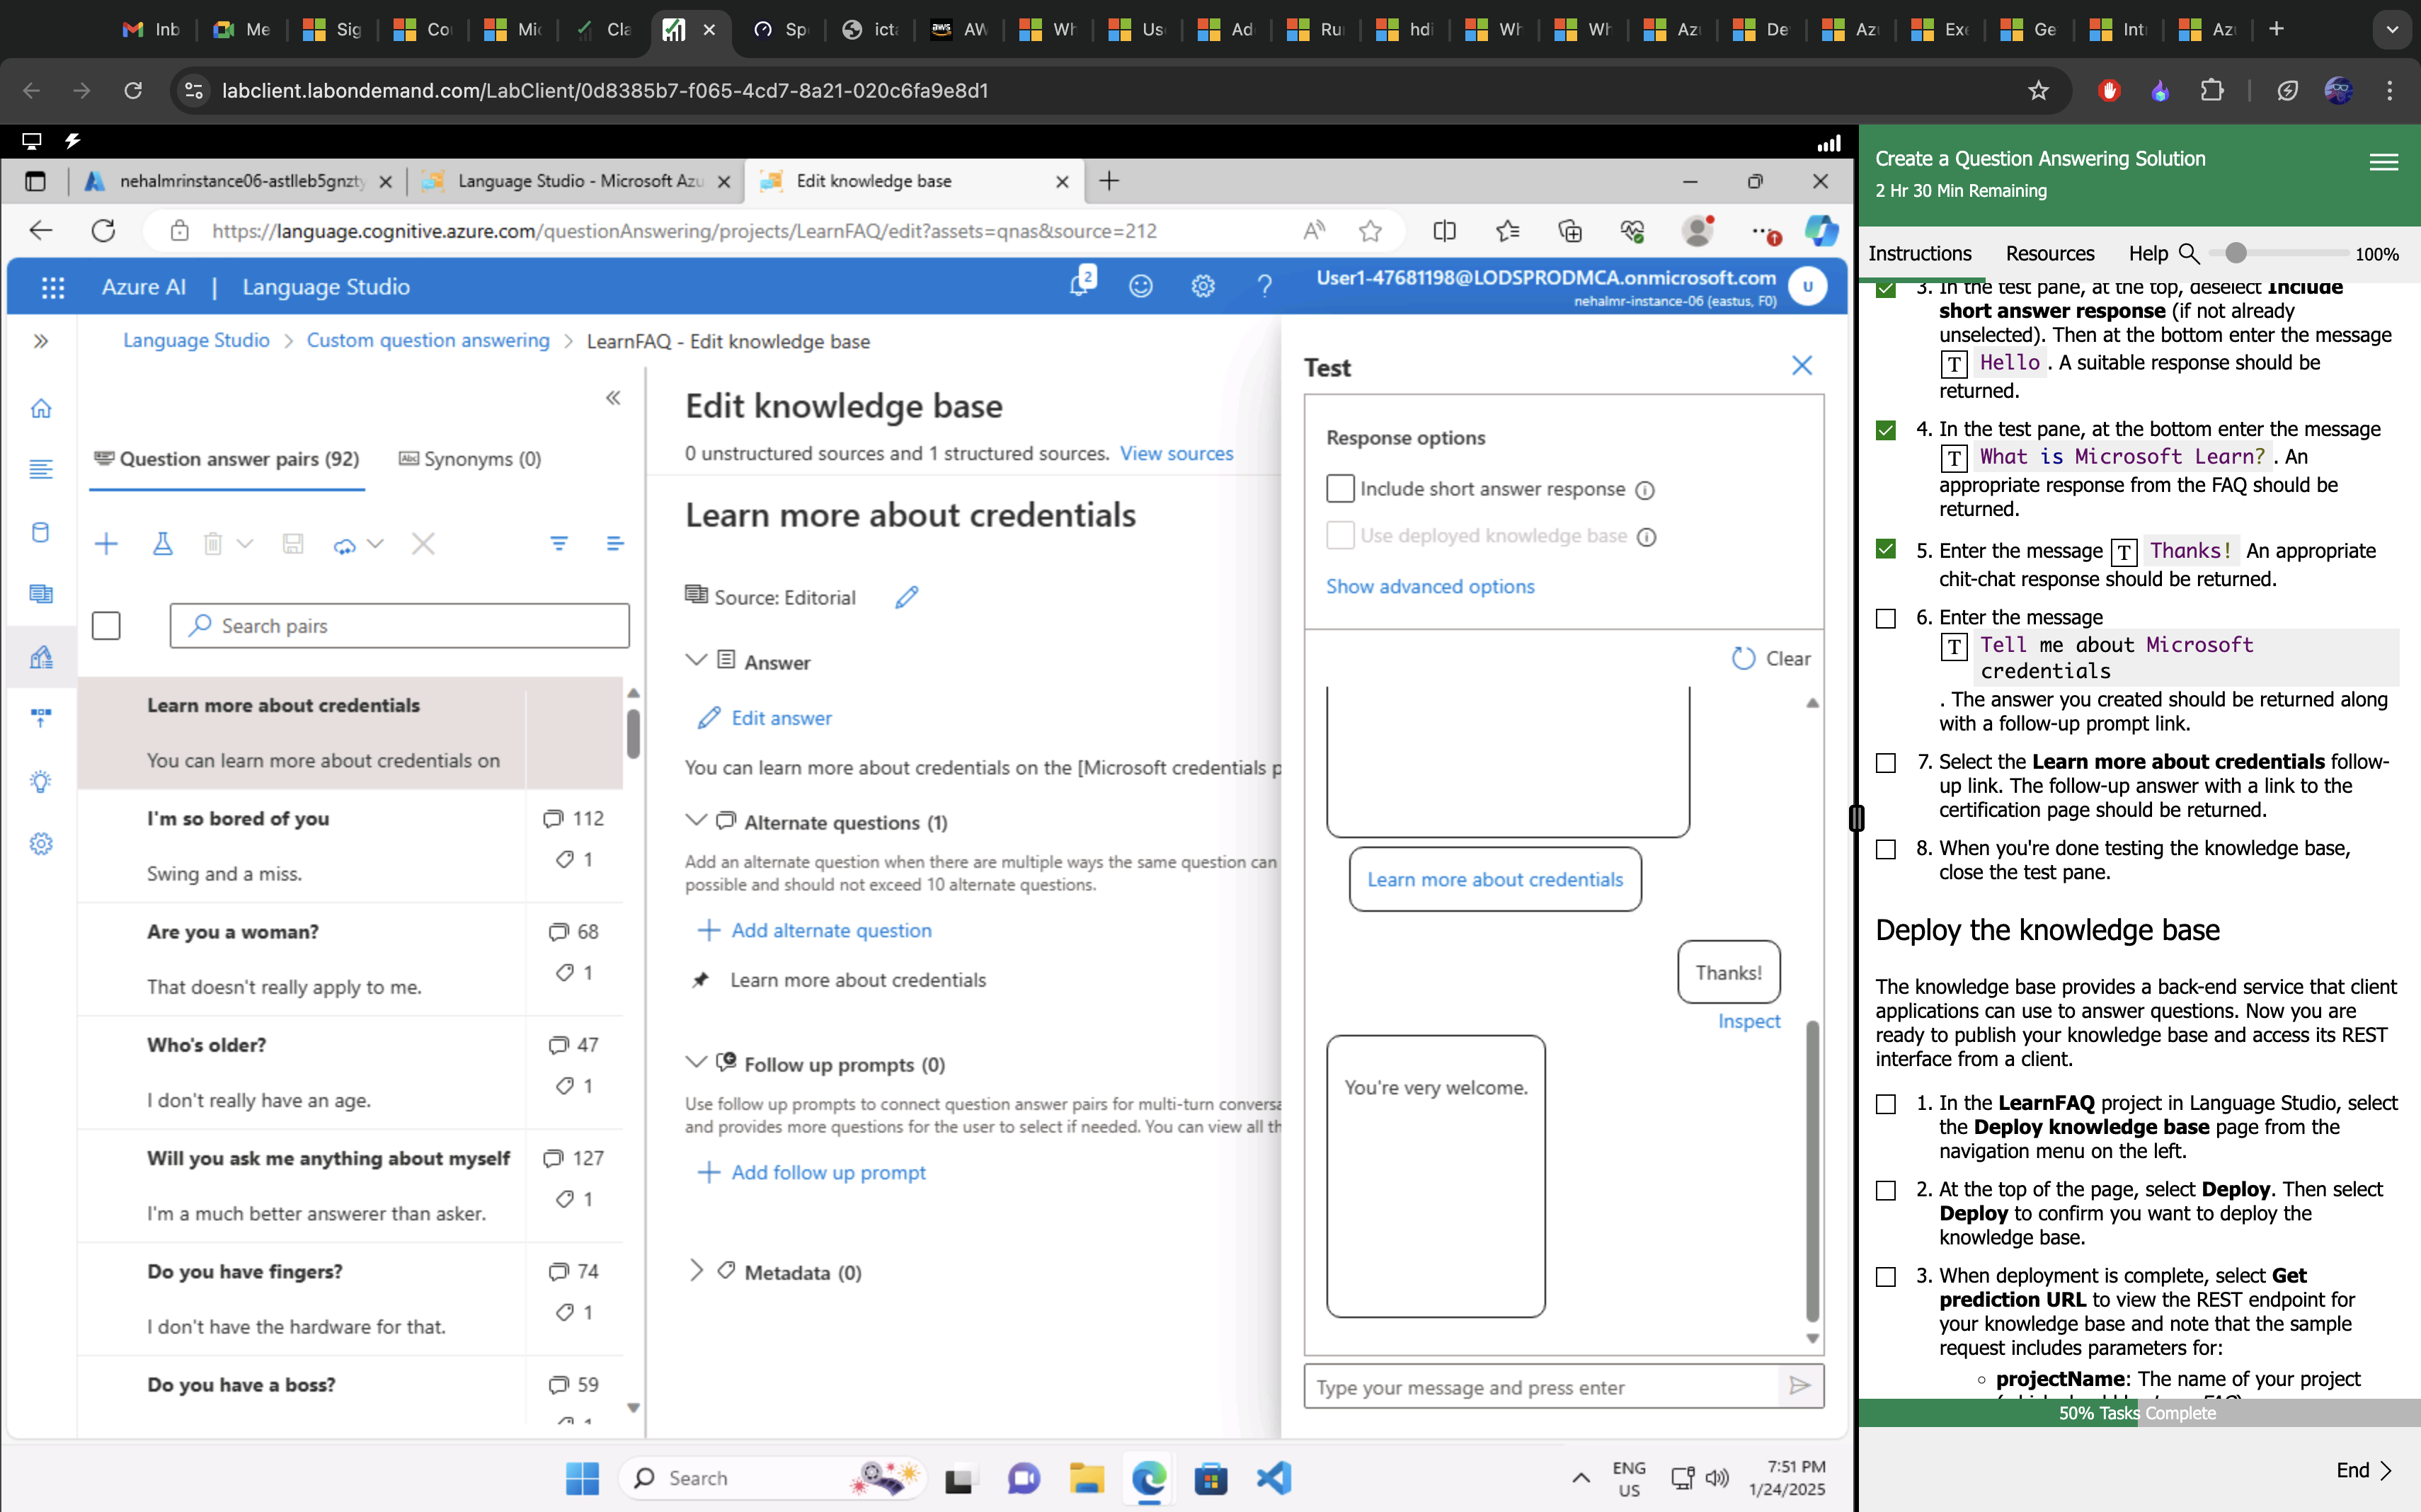 Inb
Me
Sig
Co
Mic
Cla
Sp
icta
AW
Wh
Us
Ad
Ru
hdi
Wh
Wh
Az
De
Az
Exe
Ge
Int
Az
labclient.labondemand.com/LabClient/0d8385b7-f065-4cd7-8a21-020c6fa9e8d1
nehalmrinstance06-astlleb5gnzty
Language Studio - Microsoft Azu
Edit knowledge base
https://language.cognitive.azure.com/questionAnswering/projects/LearnFAQ/edit?assets=qnas&source=212
Azure AI | Language Studio
2
User1-47681198@LODSPRODMCA.onmicrosoft.com
nehalmr-instance-06 (eastus, F0)
U
Language Studio > Custom question answering > LearnFAQ - Edit knowledge base
Question answer pairs (92)
Synonyms (0)
Search pairs
Learn more about credentials
You can learn more about credentials on
I'm so bored of you
112
Swing and a miss.
1
Are you a woman?
68
That doesn't really apply to me.
1
Who's older?
47
I don't really have an age.
1
Will you ask me anything about myself
127
I'm a much better answerer than asker.
1
Do you have fingers?
74
I don't have the hardware for that.
1
Do you have a boss?
59
Edit knowledge base
0 unstructured sources and 1 structured sources. View sources
Learn more about credentials
Source: Editorial
Answer
Edit answer
You can learn more about credentials on the [Microsoft credentials p
Alternate questions (1)
Add an alternate question when there are multiple ways the same question can
possible and should not exceed 10 alternate questions.
Add alternate question
Learn more about credentials
Follow up prompts (0)
Use follow up prompts to connect question answer pairs for multi-turn conversa
and provides more questions for the user to select if needed. You can view all th
Add follow up prompt
Metadata (0)
Test
Response options
Include short answer response
Use deployed knowledge base
Show advanced options
Clear
Learn more about credentials
Thanks!
Inspect
You're very welcome.
Type your message and press enter
Search
ENG
US
7:51 PM
1/24/2025
Create a Question Answering Solution
2 Hr 30 Min Remaining
Instructions
Resources
Help
100%
3. In the test pane, at the top, deselect Include
short answer response (if not already
unselected). Then at the bottom enter the message
T Hello . A suitable response should be
returned.
4. In the test pane, at the bottom enter the message
T What is Microsoft Learn? . An
appropriate response from the FAQ should be
returned.
5. Enter the message T Thanks! An appropriate
chit-chat response should be returned.
6. Enter the message
T Tell me about Microsoft
credentials
. The answer you created should be returned along
with a follow-up prompt link.
7. Select the Learn more about credentials follow-
up link. The follow-up answer with a link to the
certification page should be returned.
8. When you're done testing the knowledge base,
close the test pane.
Deploy the knowledge base
The knowledge base provides a back-end service that client
applications can use to answer questions. Now you are
ready to publish your knowledge base and access its REST
interface from a client.
1. In the LearnFAQ project in Language Studio, select
the Deploy knowledge base page from the
navigation menu on the left.
2. At the top of the page, select Deploy. Then select
Deploy to confirm you want to deploy the
knowledge base.
3. When deployment is complete, select Get
prediction URL to view the REST endpoint for
your knowledge base and note that the sample
request includes parameters for:
projectName: The name of your project
50% Tasks Complete
End